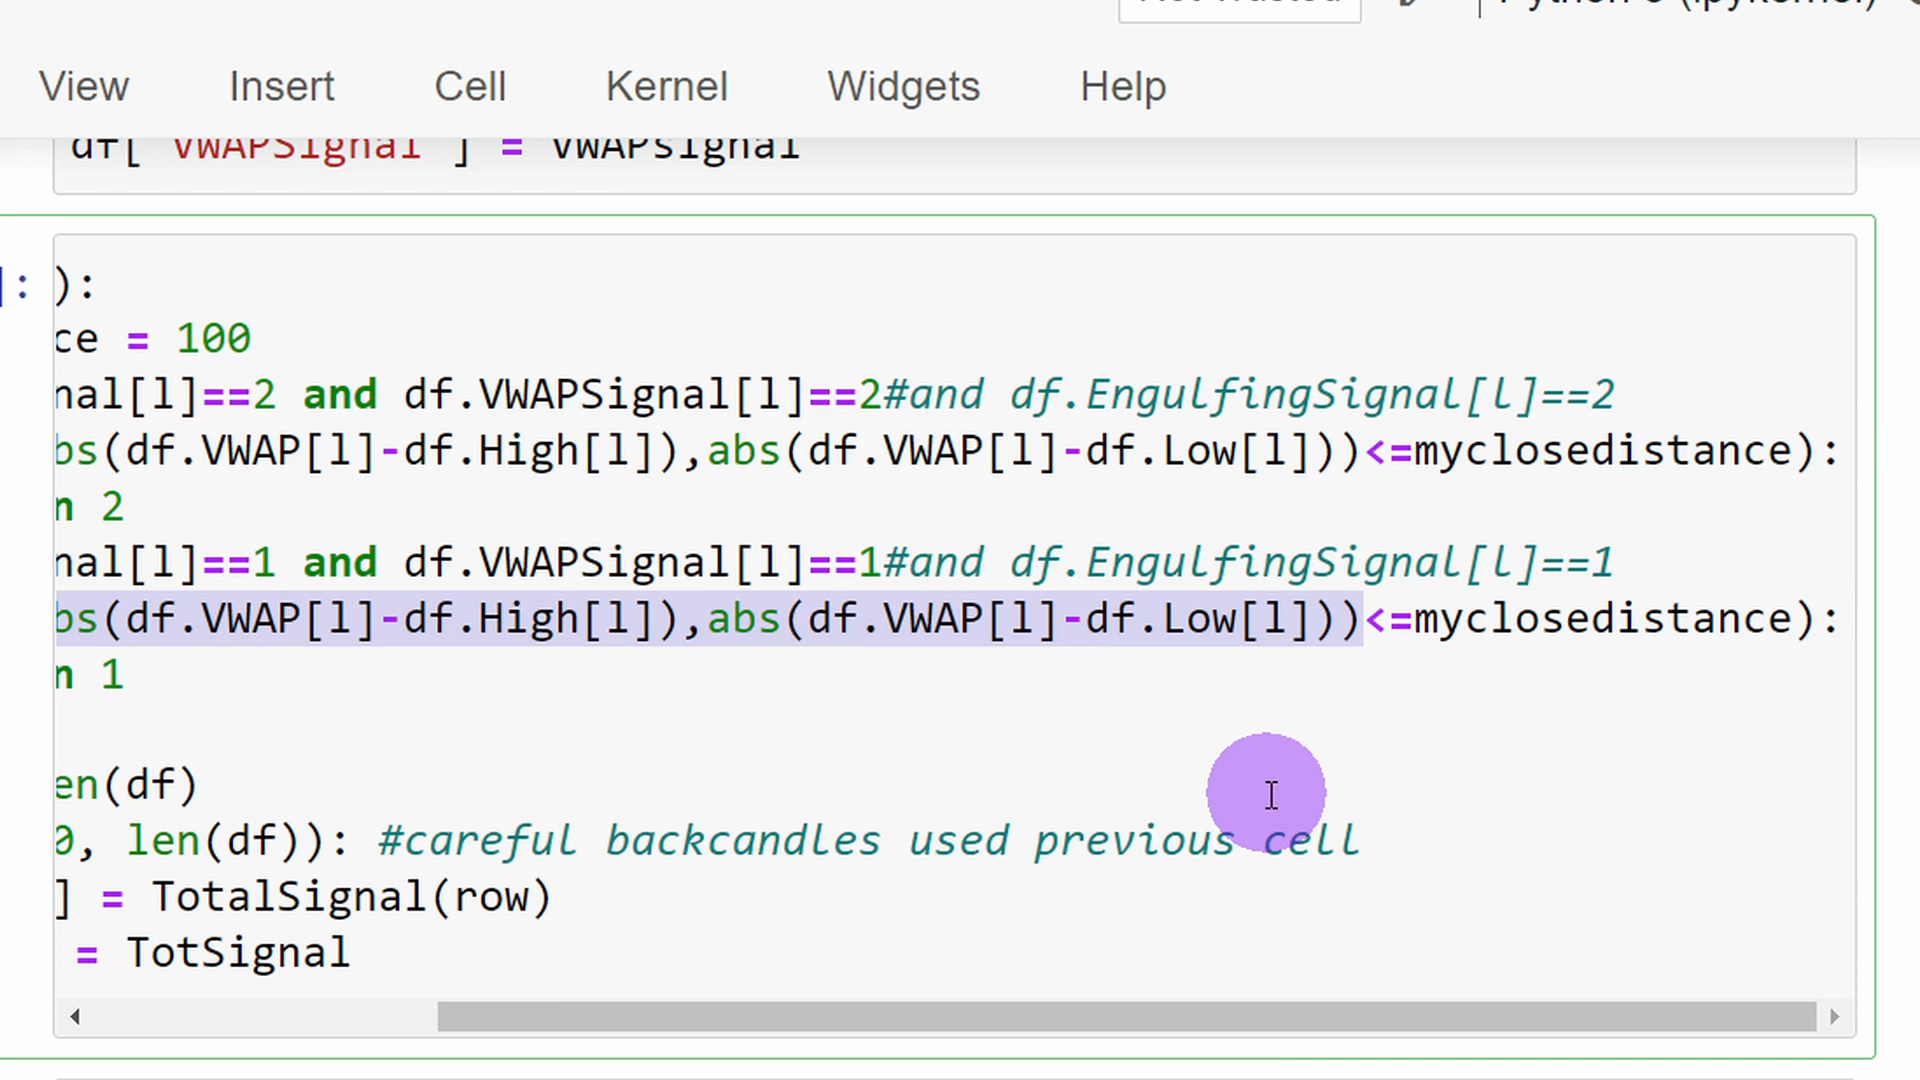 View Insert Cell Kernel Widgets Help
df['VWAPSignal'] = VWAPsignal
]: ):
ce = 100
nal[l]==2 and df.VWAPSignal[l]==2#and df.EngulfingSignal[l]==2
bs(df.VWAP[l]-df.High[l]),abs(df.VWAP[l]-df.Low[l]))<=myclosedistance):
n 2
nal[l]==1 and df.VWAPSignal[l]==1#and df.EngulfingSignal[l]==1
bs(df.VWAP[l]-df.High[l]),abs(df.VWAP[l]-df.Low[l]))<=myclosedistance):
n 1
en(df)
0, len(df)): #careful backcandles used previous cell
] = TotalSignal(row)
= TotSignal